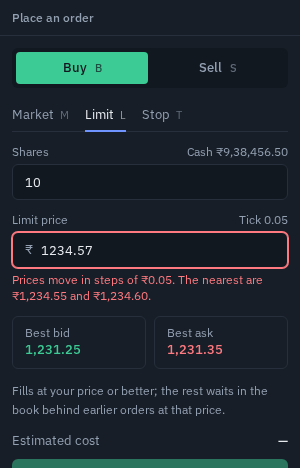 Place an order
Buy B Sell S
Market M Limit L Stop T
Shares Cash ₹9,38,456.50
10
Limit price Tick 0.05
₹ 1234.57
Prices move in steps of ₹0.05. The nearest are
₹1,234.55 and ₹1,234.60.
Best bid Best ask
1,231.25 1,231.35
Fills at your price or better; the rest waits in the
book behind earlier orders at that price.
Estimated cost –